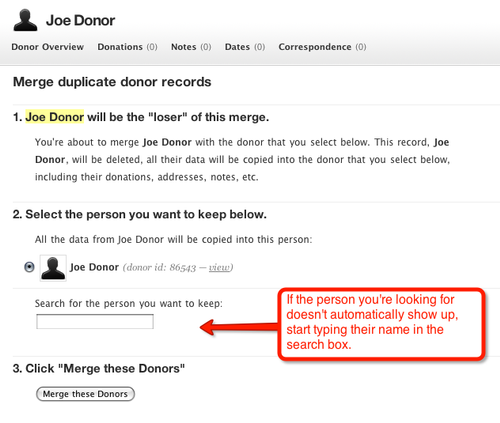 Joe Donor
Donor Overview Donations (0) Notes (0) Dates (0) Correspondence (0)
Merge duplicate donor records
1. Joe Donor will be the "loser" of this merge.
You're about to merge Joe Donor with the donor that you select below. This record, Joe
Donor, will be deleted, all their data will be copied into the donor that you select below,
including their donations, addresses, notes, etc.
2. Select the person you want to keep below.
All the data from Joe Donor will be copied into this person:
Joe Donor (donor id: 86543 — view)
Search for the person you want to keep:
If the person you're looking for
doesn't automatically show up,
start typing their name in the
search box.
3. Click "Merge these Donors"
Merge these Donors